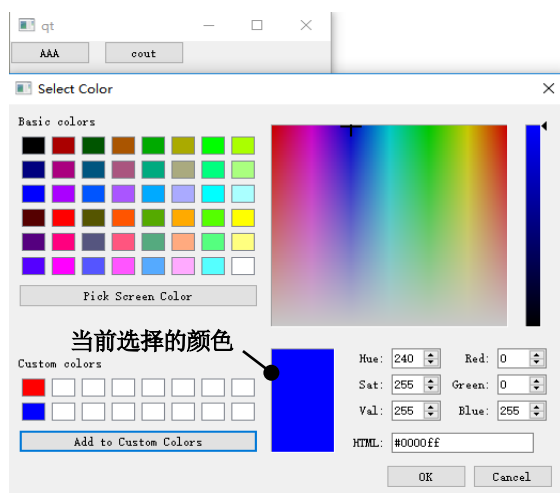 qt
AAA
cout
Select Color
Basic colors
Pick Screen Color
当前选择的颜色
Custom colors
Add to Custom Colors
Hue: 240 Red: 0
Sat: 255 Green: 0
Val: 255 Blue: 255
HTML: #0000ff
OK
Cancel